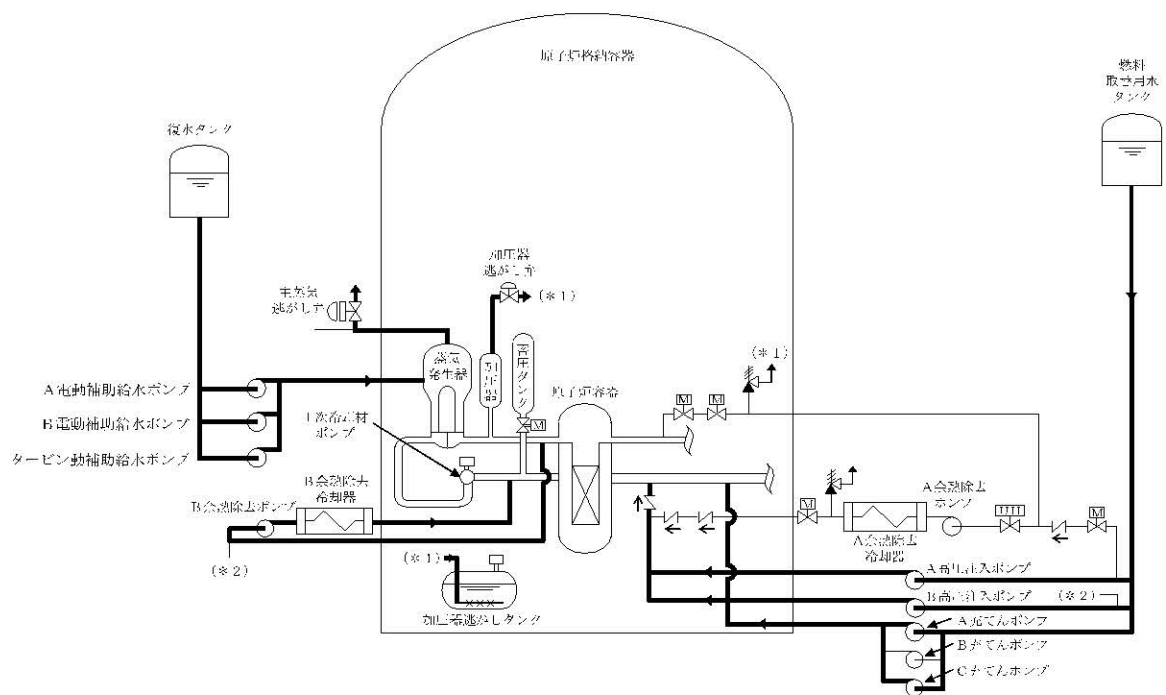 原子炉格納容器
燃料
取替用水
タンク
復水タンク
加圧器
逃がし弁
(*1)
主蒸気
逃がし弁
蒸気
発生器
加圧器
蓄圧タンク
(*1)
原子炉容器
M
M
M
A電動補助給水ポンプ
B電動補助給水ポンプ
タービン動補助給水ポンプ
1次冷却材
ポンプ
B余熱除去
冷却器
B余熱除去ポンプ
(*2)
(*1)
加圧器逃がしタンク
A余熱除去
ポンプ
M
M
A余熱除去
冷却器
A高圧注入ポンプ
B高圧注入ポンプ
(*2)
A充てんポンプ
B充てんポンプ
C充てんポンプ